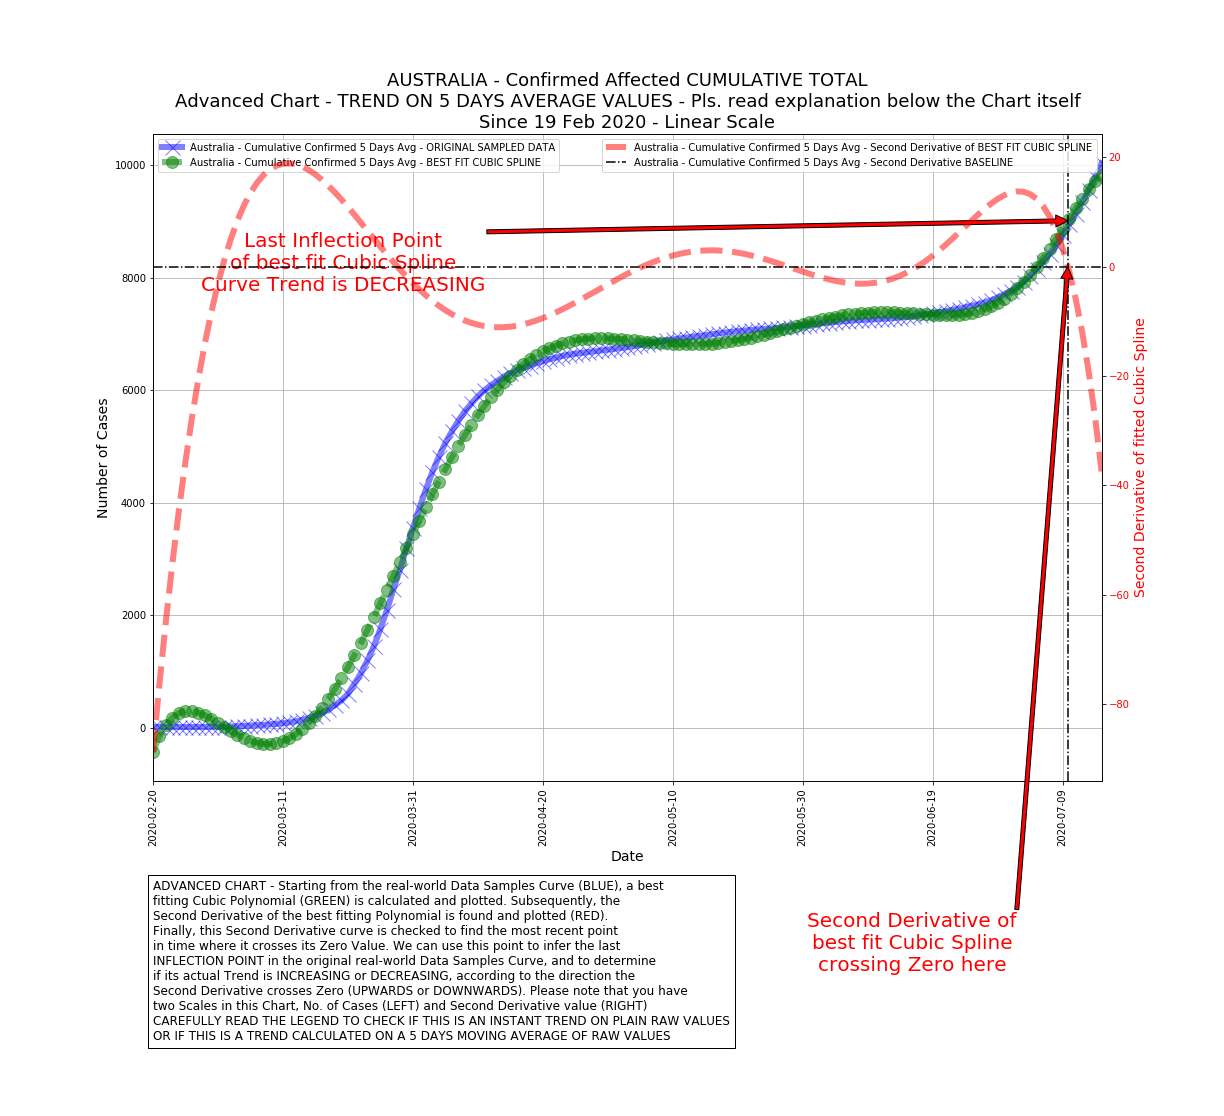 AUSTRALIA - Confirmed Affected CUMULATIVE TOTAL
Advanced Chart - TREND ON 5 DAYS AVERAGE VALUES - Pls. read explanation below the Chart itself
Since 19 Feb 2020 - Linear Scale
Australia - Cumulative Confirmed 5 Days Avg - ORIGINAL SAMPLED DATA
Australia - Cumulative Confirmed 5 Days Avg - BEST FIT CUBIC SPLINE
Australia - Cumulative Confirmed 5 Days Avg - Second Derivative of BEST FIT CUBIC SPLINE
Australia - Cumulative Confirmed 5 Days Avg - Second Derivative BASELINE
Last Inflection Point
of best fit Cubic Spline
Curve Trend is DECREASING
Number of Cases
10000
8000
6000
4000
2000
0
20
0
−20
−40
−60
−80
Second Derivative of fitted Cubic Spline
2020-02-20
2020-03-11
2020-03-31
2020-04-20
2020-05-10
2020-05-30
2020-06-19
2020-07-09
Date
ADVANCED CHART - Starting from the real-world Data Samples Curve (BLUE), a best
fitting Cubic Polynomial (GREEN) is calculated and plotted. Subsequently, the
Second Derivative of the best fitting Polynomial is found and plotted (RED).
Finally, this Second Derivative curve is checked to find the most recent point
in time where it crosses its Zero Value. We can use this point to infer the last
INFLECTION POINT in the original real-world Data Samples Curve, and to determine
if its actual Trend is INCREASING or DECREASING, according to the direction the
Second Derivative crosses Zero (UPWARDS or DOWNWARDS). Please note that you have
two Scales in this Chart, No. of Cases (LEFT) and Second Derivative value (RIGHT)
CAREFULLY READ THE LEGEND TO CHECK IF THIS IS AN INSTANT TREND ON PLAIN RAW VALUES
OR IF THIS IS A TREND CALCULATED ON A 5 DAYS MOVING AVERAGE OF RAW VALUES
Second Derivative of
best fit Cubic Spline
crossing Zero here